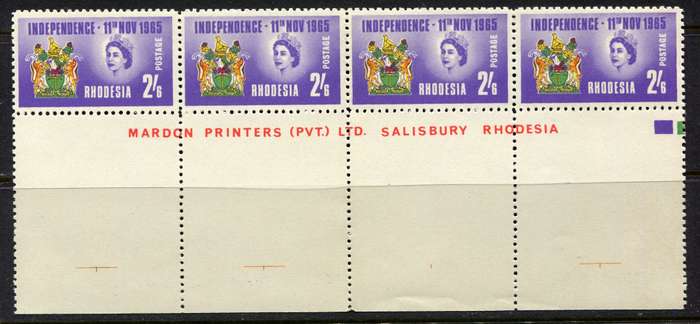 INDEPENDENCE · 11TH NOV 1965
POSTAGE
RHODESIA 2/6
INDEPENDENCE · 11TH NOV 1965
POSTAGE
RHODESIA 2/6
INDEPENDENCE · 11TH NOV 1965
POSTAGE
RHODESIA 2/6
INDEPENDENCE · 11TH NOV 1965
POSTAGE
RHODESIA 2/6
MARDON PRINTERS (PVT.) LTD. SALISBURY RHODESIA